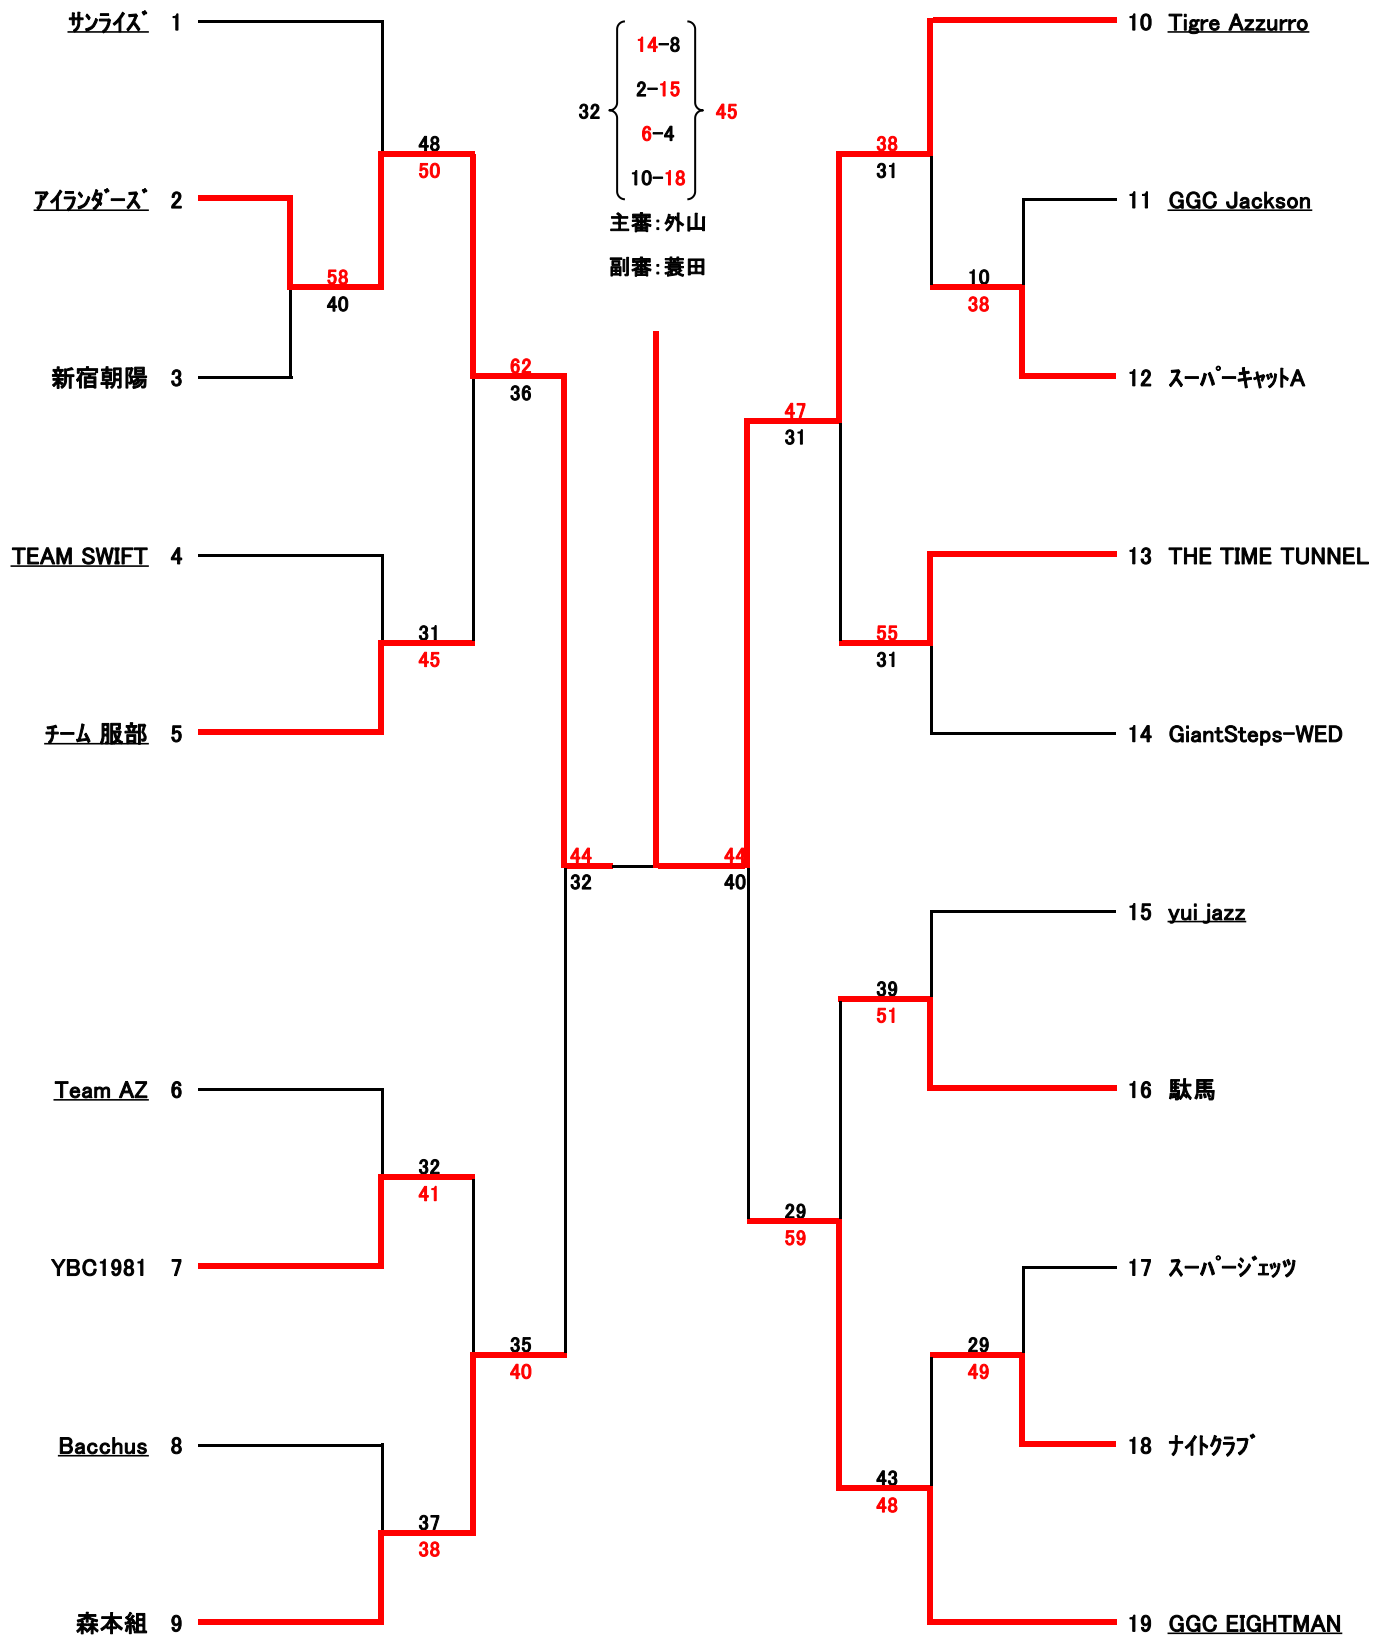 ｻﾝﾗｲｽﾞ 1
ｱｲﾗﾝﾀﾞｰｽﾞ 2
新宿朝陽 3
TEAM SWIFT 4
ﾁｰﾑ 服部 5
Team AZ 6
YBC1981 7
Bacchus 8
森本組 9
48
50
58
40
62
36
31
45
44
32
32
41
35
40
37
38
14-8
2-15
32
45
6-4
10-18
主審：外山
副審：蓑田
38
31
10
38
47
31
55
31
44
40
39
51
29
59
29
49
43
48
10 Tigre Azzurro
11 GGC Jackson
12 ｽｰﾊﾟｰｷｬｯﾄA
13 THE TIME TUNNEL
14 GiantSteps-WED
15 yui jazz
16 駄馬
17 ｽｰﾊﾟｰｼﾞｪｯﾂ
18 ﾅｲﾄｸﾗﾌﾞ
19 GGC EIGHTMAN